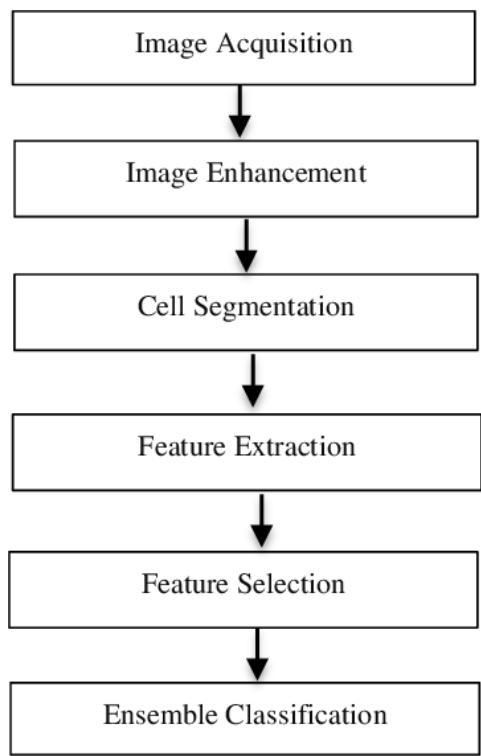 Image Acquisition
Image Enhancement
Cell Segmentation
Feature Extraction
Feature Selection
Ensemble Classification